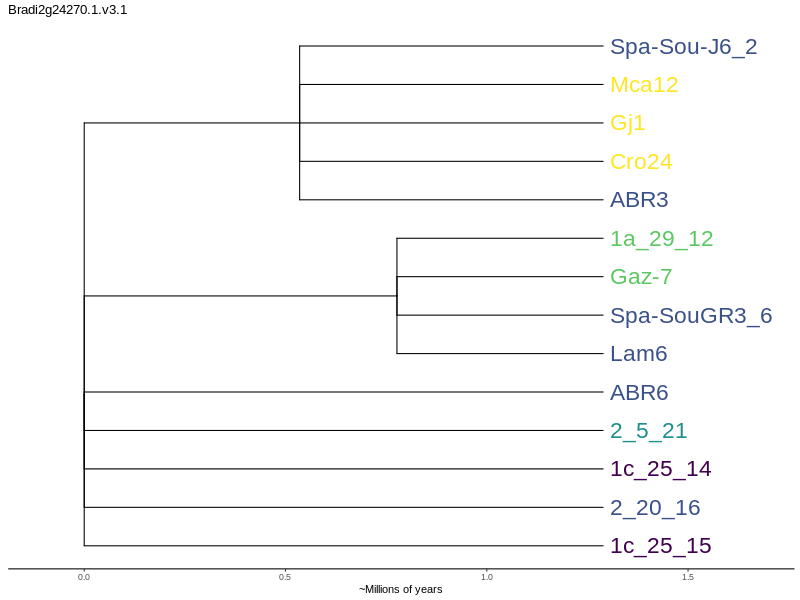 Bradi2g24270.1.v3.1
Spa-Sou-J6_2
Mca12
Gj1
Cro24
ABR3
1a_29_12
Gaz-7
Spa-SouGR3_6
Lam6
ABR6
2_5_21
1c_25_14
2_20_16
1c_25_15
0.0 0.5 1.0 1.5
~Millions of years